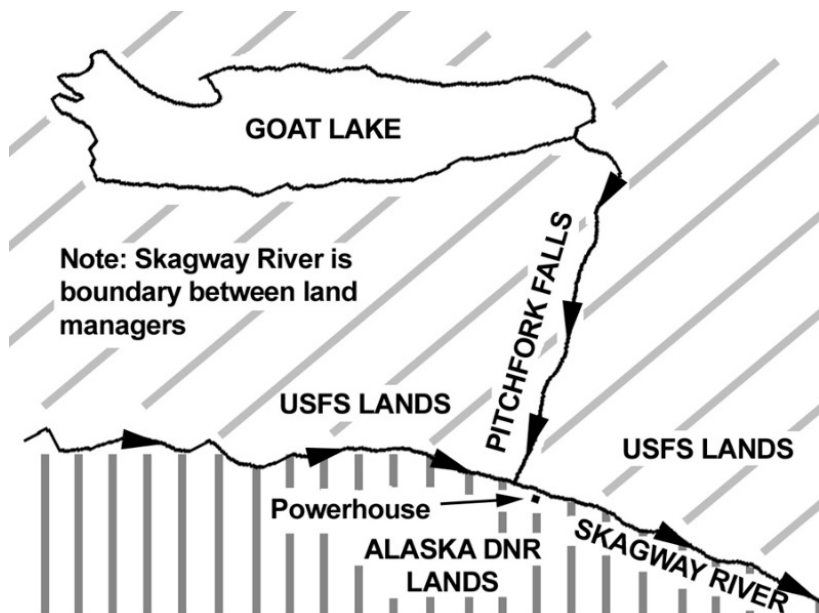 GOAT LAKE
PITCHFORK FALLS
Note: Skagway River is
boundary between land
managers
USFS LANDS
USFS LANDS
Powerhouse
ALASKA DNR
LANDS
SKAGWAY RIVER